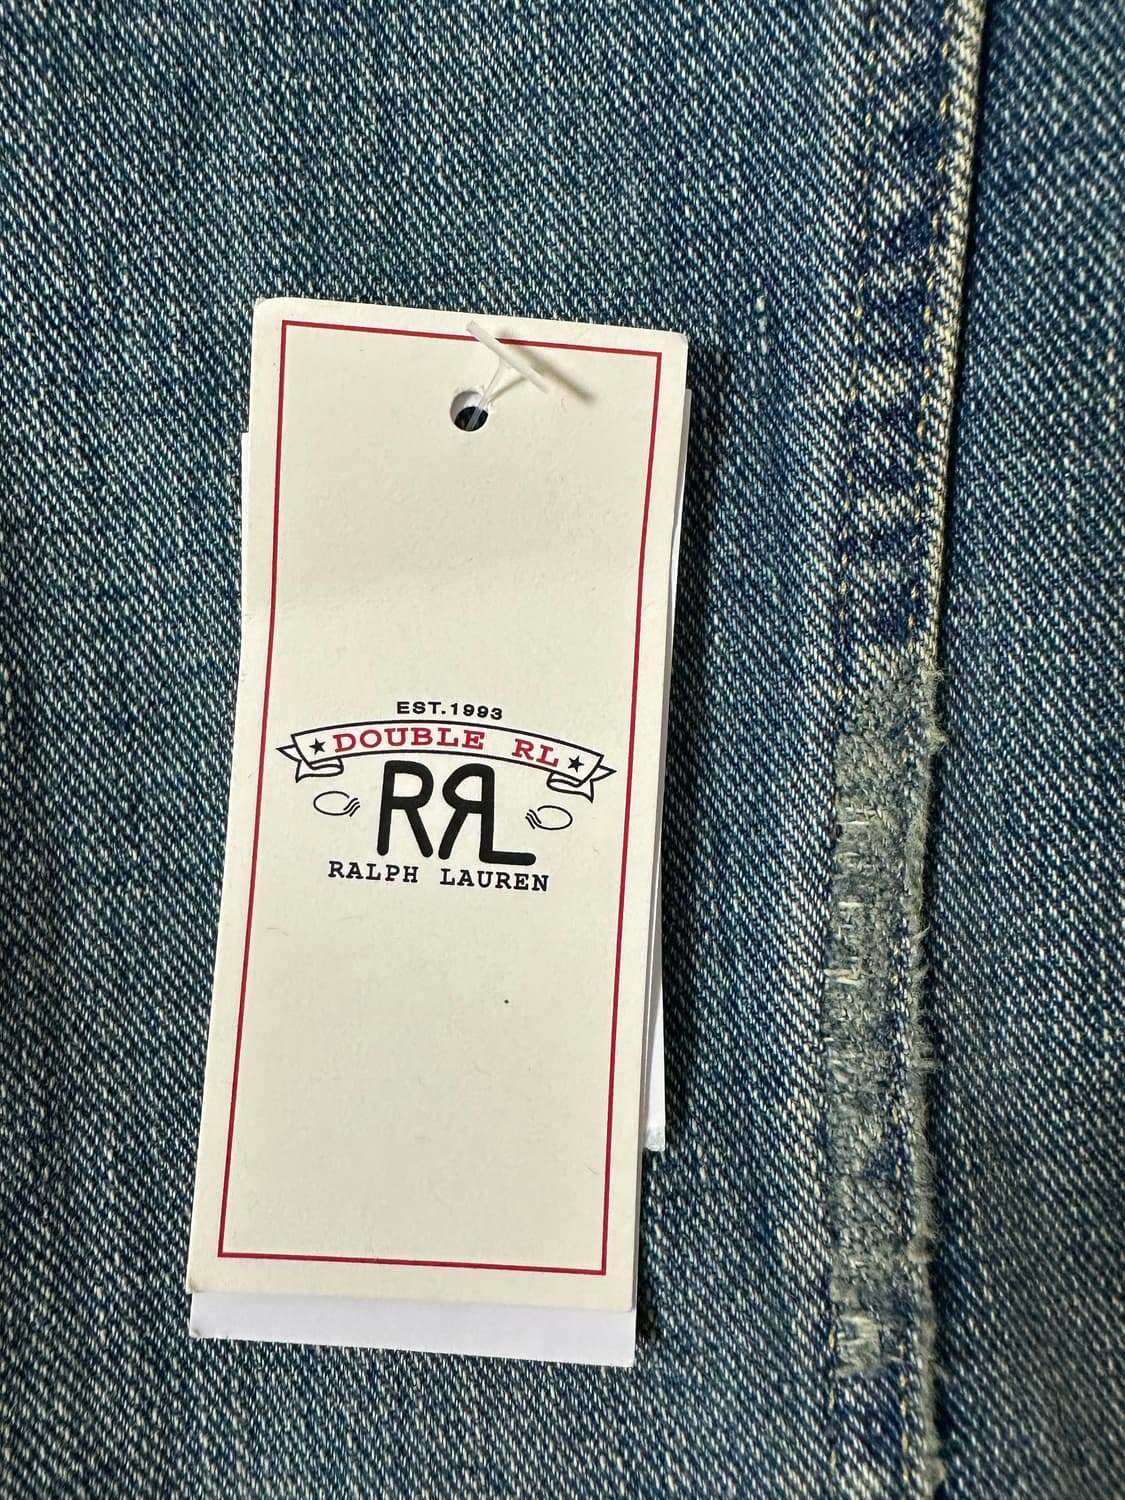 EST.1993
DOUBLE RL
RRL
RALPH LAUREN